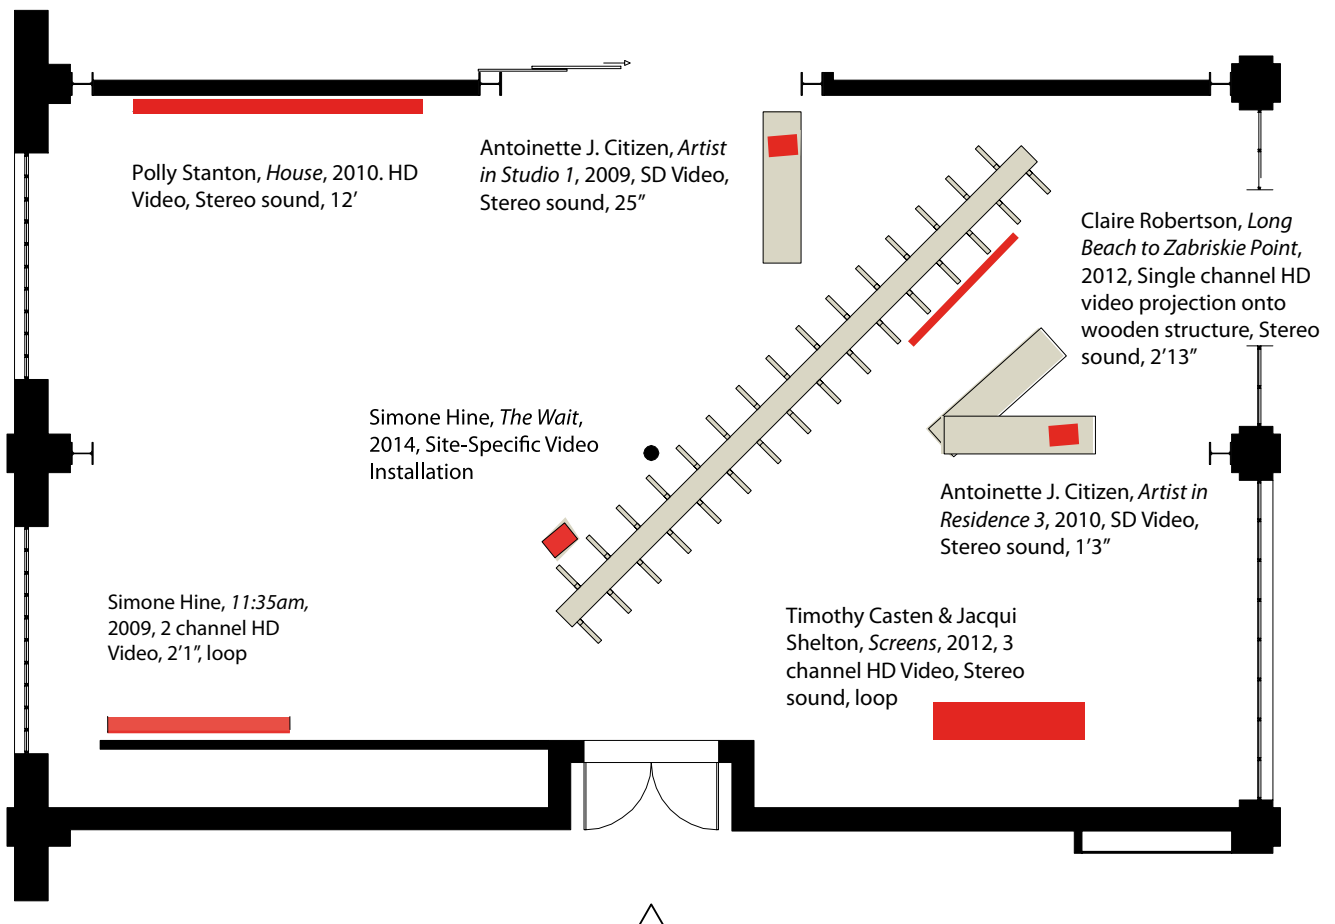 Polly Stanton, House, 2010. HD
Video, Stereo sound, 12’
Antoinette J. Citizen, Artist
in Studio 1, 2009, SD Video,
Stereo sound, 25”
Claire Robertson, Long
Beach to Zabriskie Point,
2012, Single channel HD
video projection onto
wooden structure, Stereo
sound, 2’13”
Simone Hine, The Wait,
2014, Site-Specific Video
Installation
Antoinette J. Citizen, Artist in
Residence 3, 2010, SD Video,
Stereo sound, 1’3”
Simone Hine, 11:35am,
2009, 2 channel HD
Video, 2’1”, loop
Timothy Casten & Jacqui
Shelton, Screens, 2012, 3
channel HD Video, Stereo
sound, loop